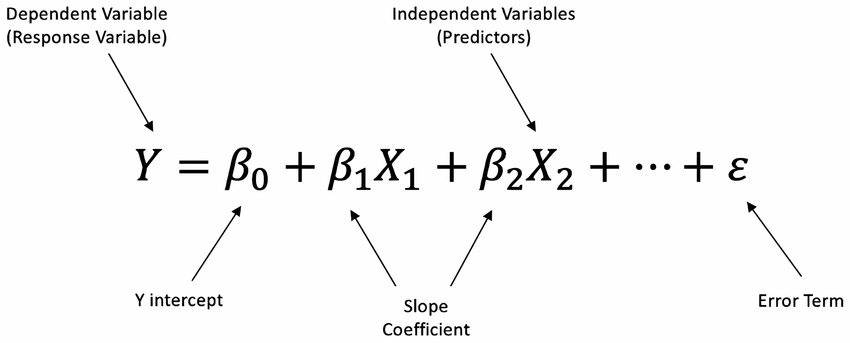 Dependent Variable
(Response Variable)
Independent Variables
(Predictors)
Y = β₀ + β₁X₁ + β₂X₂ + ⋯ + ε
Y intercept
Slope
Coefficient
Error Term